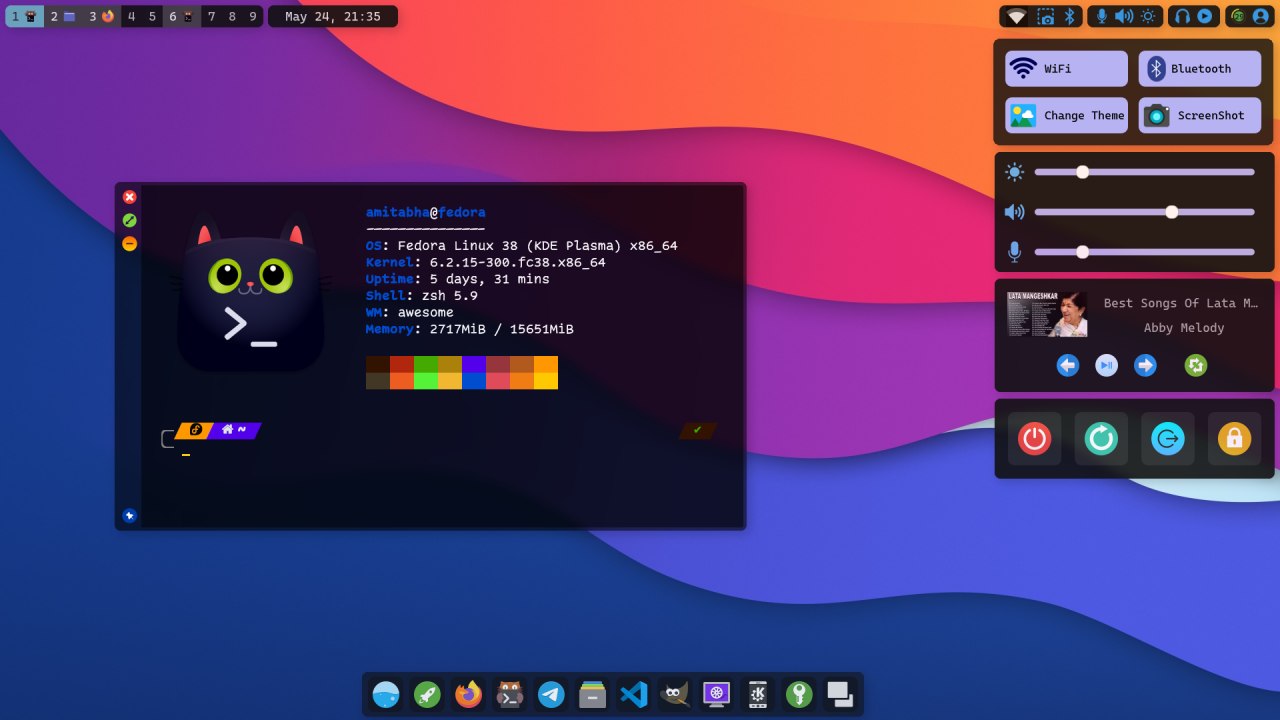 1 2 3 4 5 6 7 8 9
May 24, 21:35
WiFi
Bluetooth
Change Theme
ScreenShot
amitabha@fedora
---------------
OS: Fedora Linux 38 (KDE Plasma) x86_64
Kernel: 6.2.15-300.fc38.x86_64
Uptime: 5 days, 31 mins
Shell: zsh 5.9
WM: awesome
Memory: 2717MiB / 15651MiB
~
LATA MANGESHKAR
Best Songs Of Lata M…
Abby Melody